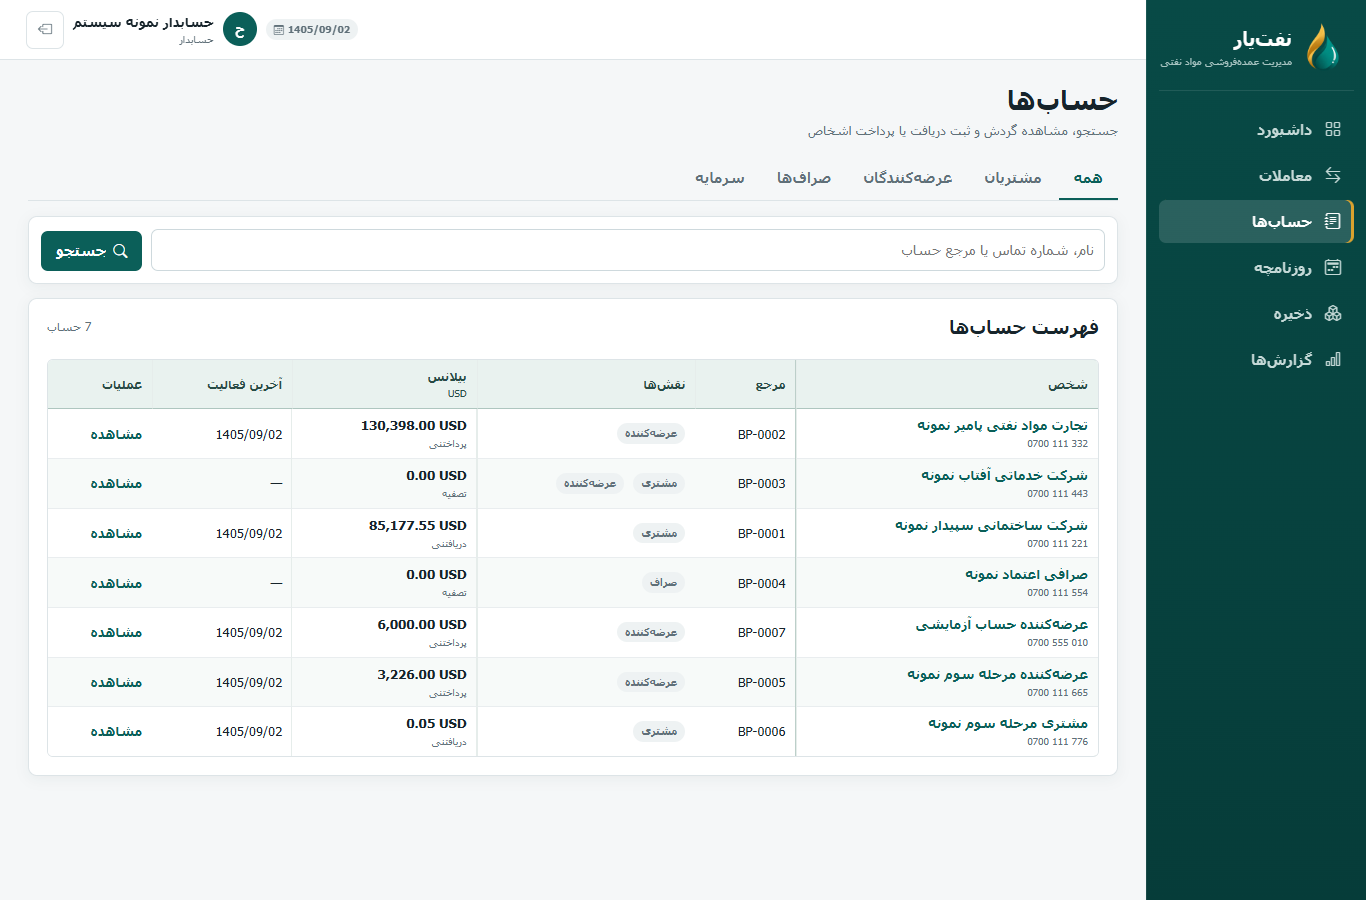 نفت‌یار
مدیریت عمده‌فروشی مواد نفتی
داشبورد
معاملات
حساب‌ها
روزنامچه
ذخیره
گزارش‌ها
1405/09/02
ح
حسابدار نمونه سیستم
حسابدار
حساب‌ها
جستجو، مشاهده گردش و ثبت دریافت یا پرداخت اشخاص
همه
مشتریان
عرضه‌کنندگان
صراف‌ها
سرمایه
نام، شماره تماس یا مرجع حساب
جستجو
فهرست حساب‌ها
7 حساب
شخص
مرجع
نقش‌ها
بیلانس
USD
آخرین فعالیت
عملیات
تجارت مواد نفتی پامیر نمونه
0700 111 332
BP-0002
عرضه‌کننده
130,398.00 USD
پرداختنی
1405/09/02
مشاهده
شرکت خدماتی آفتاب نمونه
0700 111 443
BP-0003
مشتری
عرضه‌کننده
0.00 USD
تصفیه
—
مشاهده
شرکت ساختمانی سپیدار نمونه
0700 111 221
BP-0001
مشتری
85,177.55 USD
دریافتنی
1405/09/02
مشاهده
صرافی اعتماد نمونه
0700 111 554
BP-0004
صراف
0.00 USD
تصفیه
—
مشاهده
عرضه‌کننده حساب آزمایشی
0700 555 010
BP-0007
عرضه‌کننده
6,000.00 USD
پرداختنی
1405/09/02
مشاهده
عرضه‌کننده مرحله سوم نمونه
0700 111 665
BP-0005
عرضه‌کننده
3,226.00 USD
پرداختنی
1405/09/02
مشاهده
مشتری مرحله سوم نمونه
0700 111 776
BP-0006
مشتری
0.05 USD
دریافتنی
1405/09/02
مشاهده